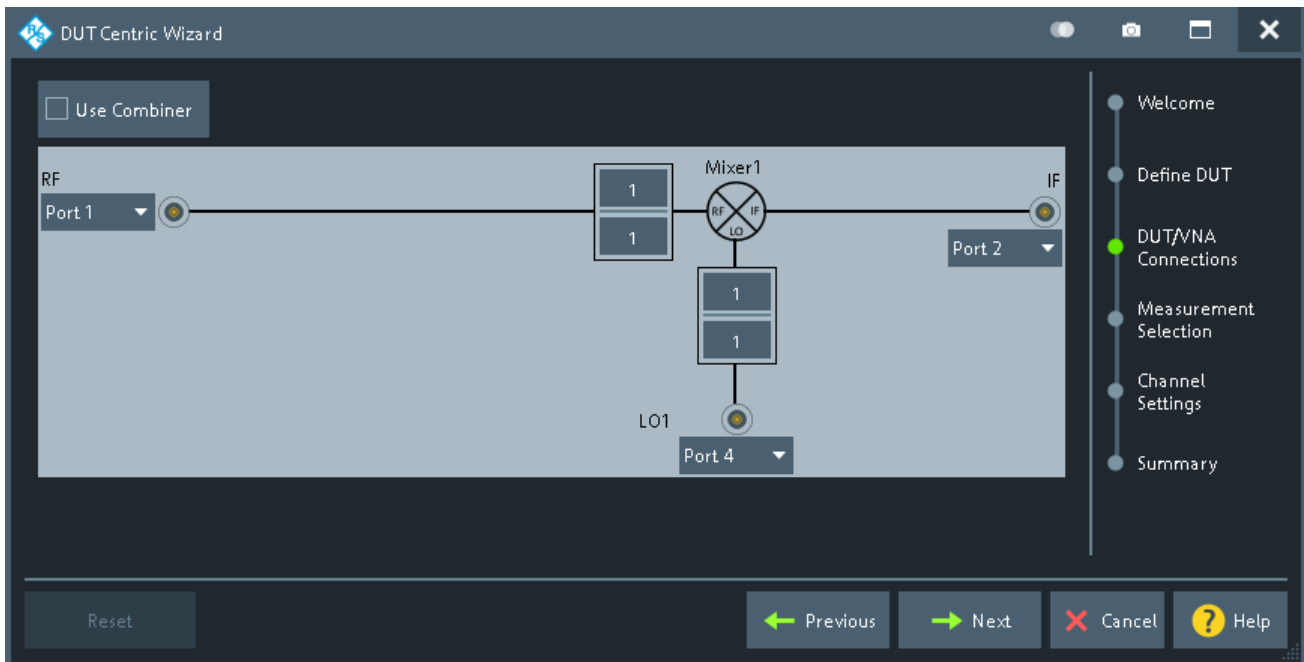 DUT Centric Wizard
Use Combiner
RF
Port 1
1
1
Mixer1
RF
IF
LO
IF
Port 2
1
1
LO1
Port 4
Welcome
Define DUT
DUT/VNA
Connections
Measurement
Selection
Channel
Settings
Summary
Reset
Previous
Next
Cancel
? Help